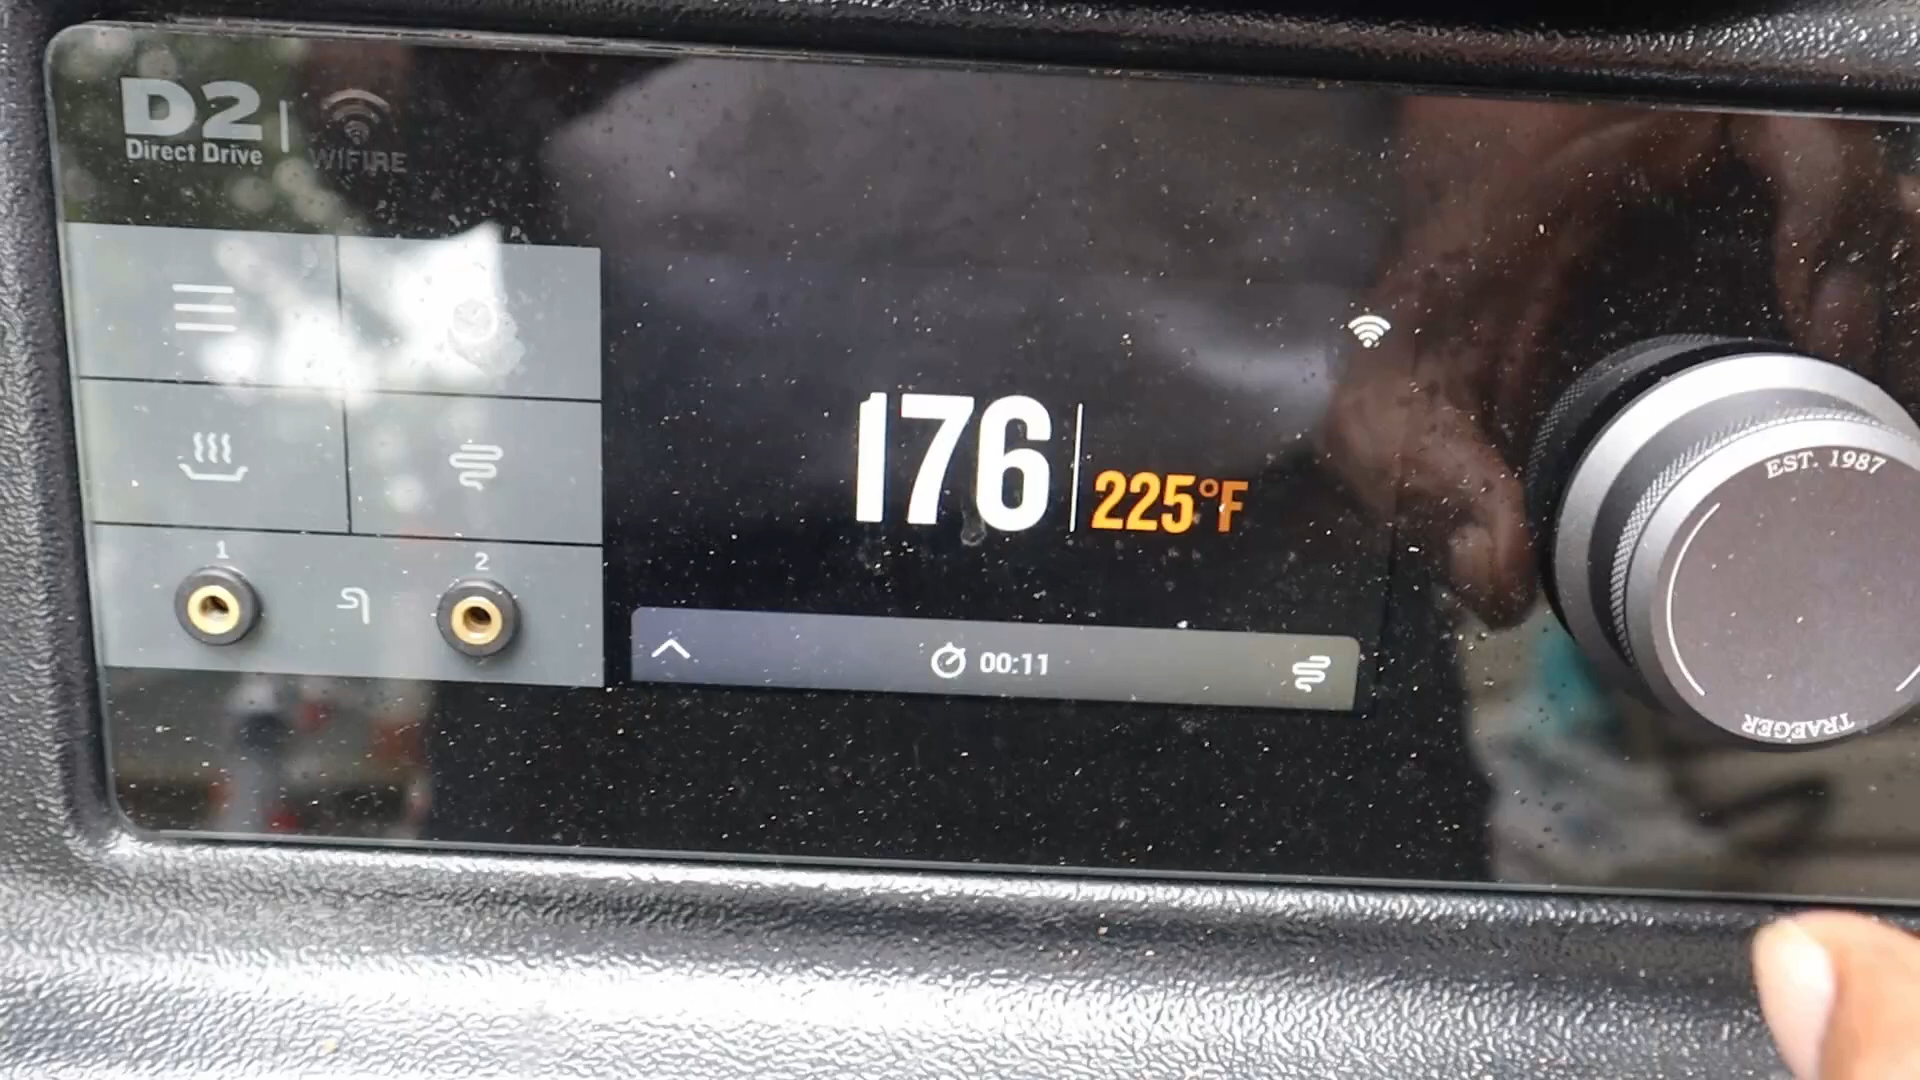 D2
Direct Drive
WIFIRE
1
2
176
225°F
00:11
EST. 1987
TRAEGER